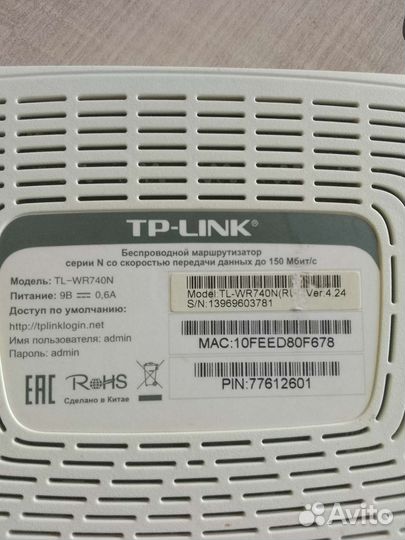 TP-LINK®
Беспроводной маршрутизатор
серии N со скоростью передачи данных до 150 Мбит/с
Модель: TL-WR740N
Питание: 9В 0,6А
Доступ по умолчанию:
http://tplinklogin.net
Имя пользователя: admin
Пароль: admin
EAC
RoHS
Сделано в Китае
Model:TL-WR740N(RU) Ver:4.24
S/N:13969603781
MAC:10FEED80F678
PIN:77612601
Avito